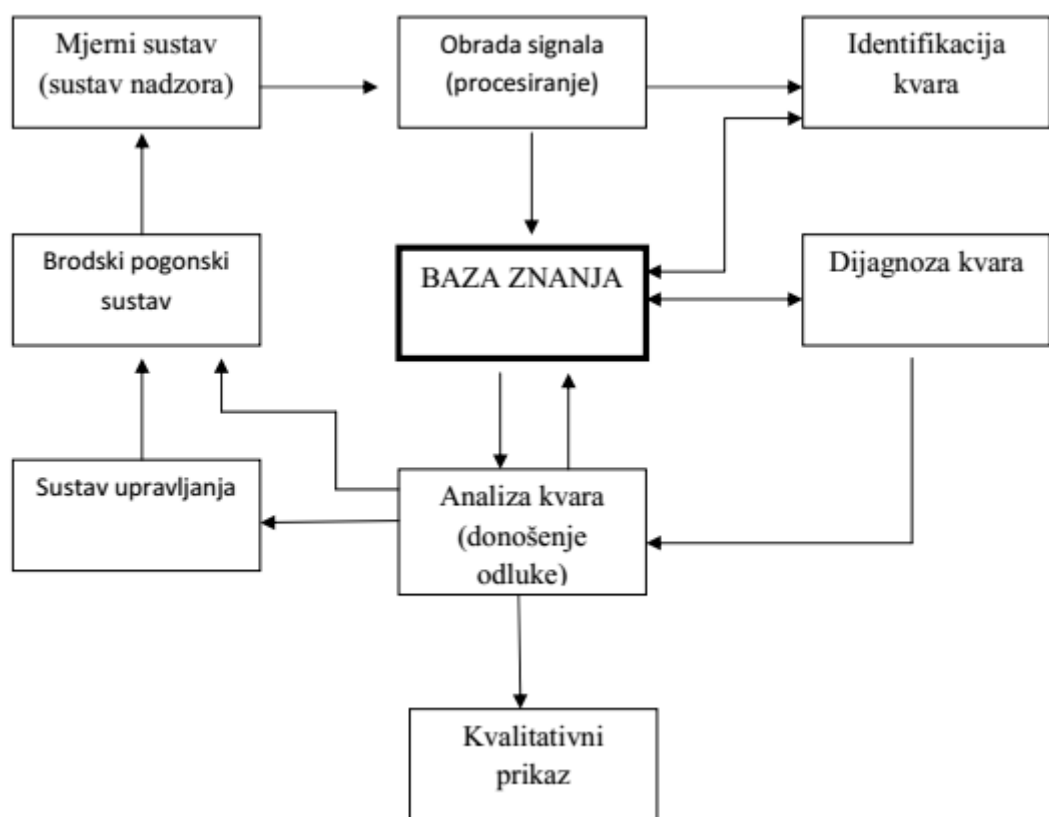 Mjerni sustav
(sustav nadzora)
Obrada signala
(procesiranje)
Identifikacija
kvara
Brodski pogonski
sustav
BAZA ZNANJA
Dijagnoza kvara
Sustav upravljanja
Analiza kvara
(donošenje
odluke)
Kvalitativni
prikaz